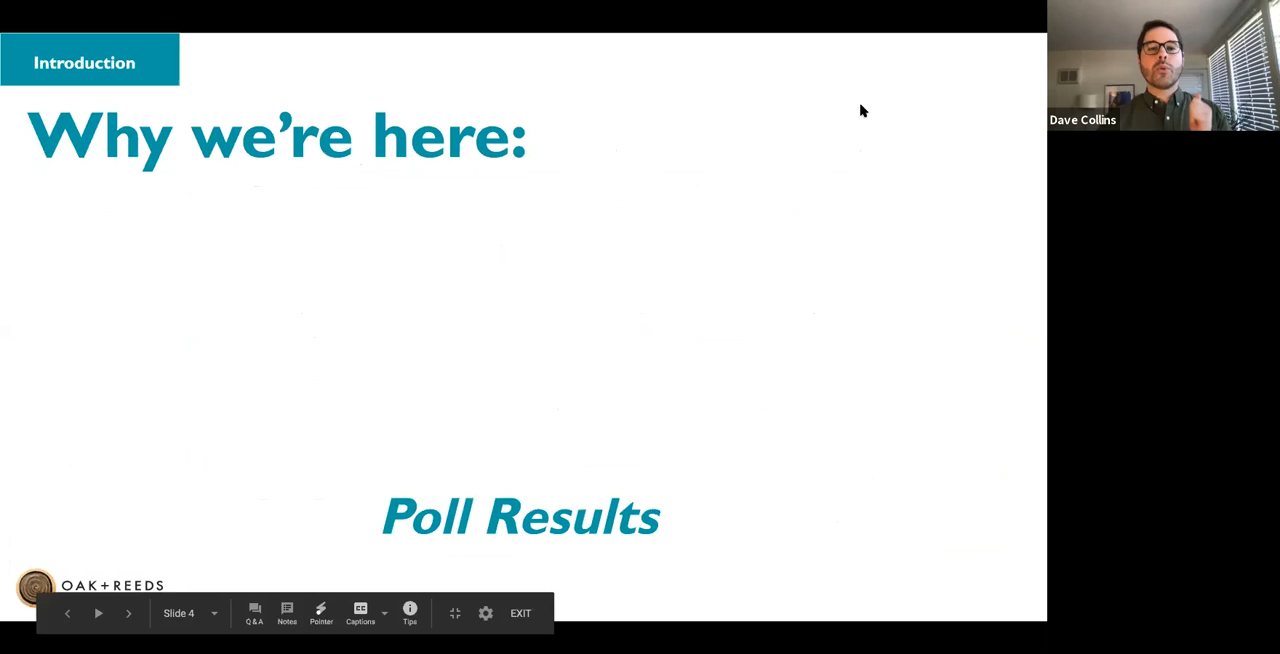 Introduction
Why we're here:
Poll Results
OAK+REEDS
Slide 4
Q & A
Notes
Pointer
Captions
Tips
EXIT
Dave Collins